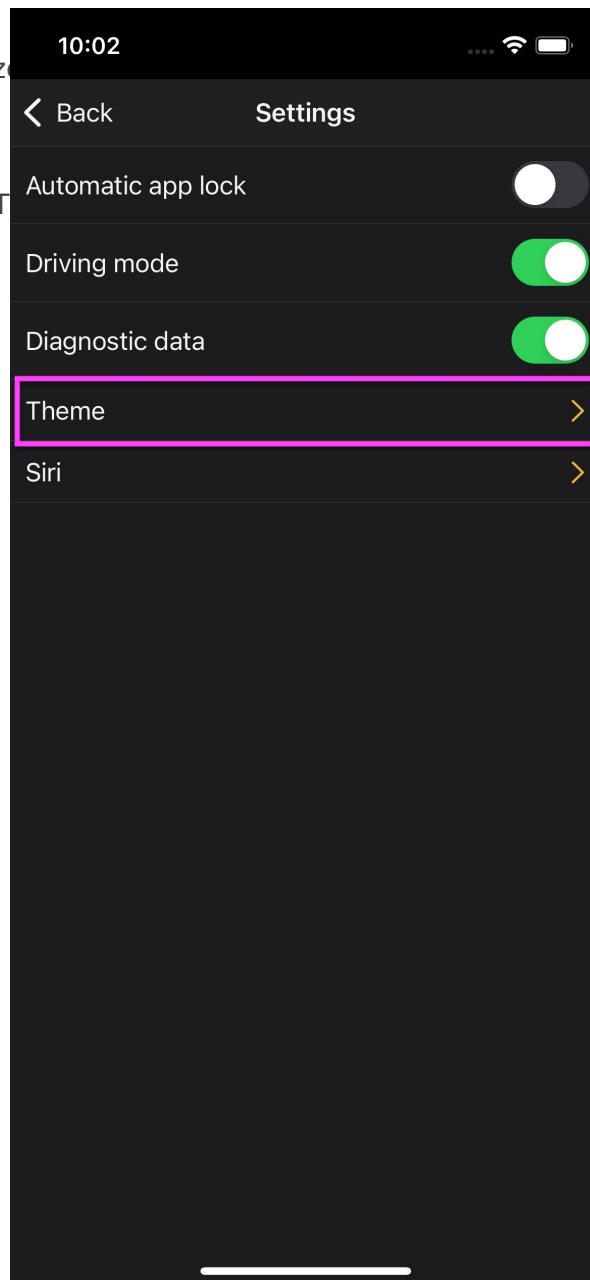 10:02
Back
Settings
Automatic app lock
Driving mode
Diagnostic data
Theme
Siri